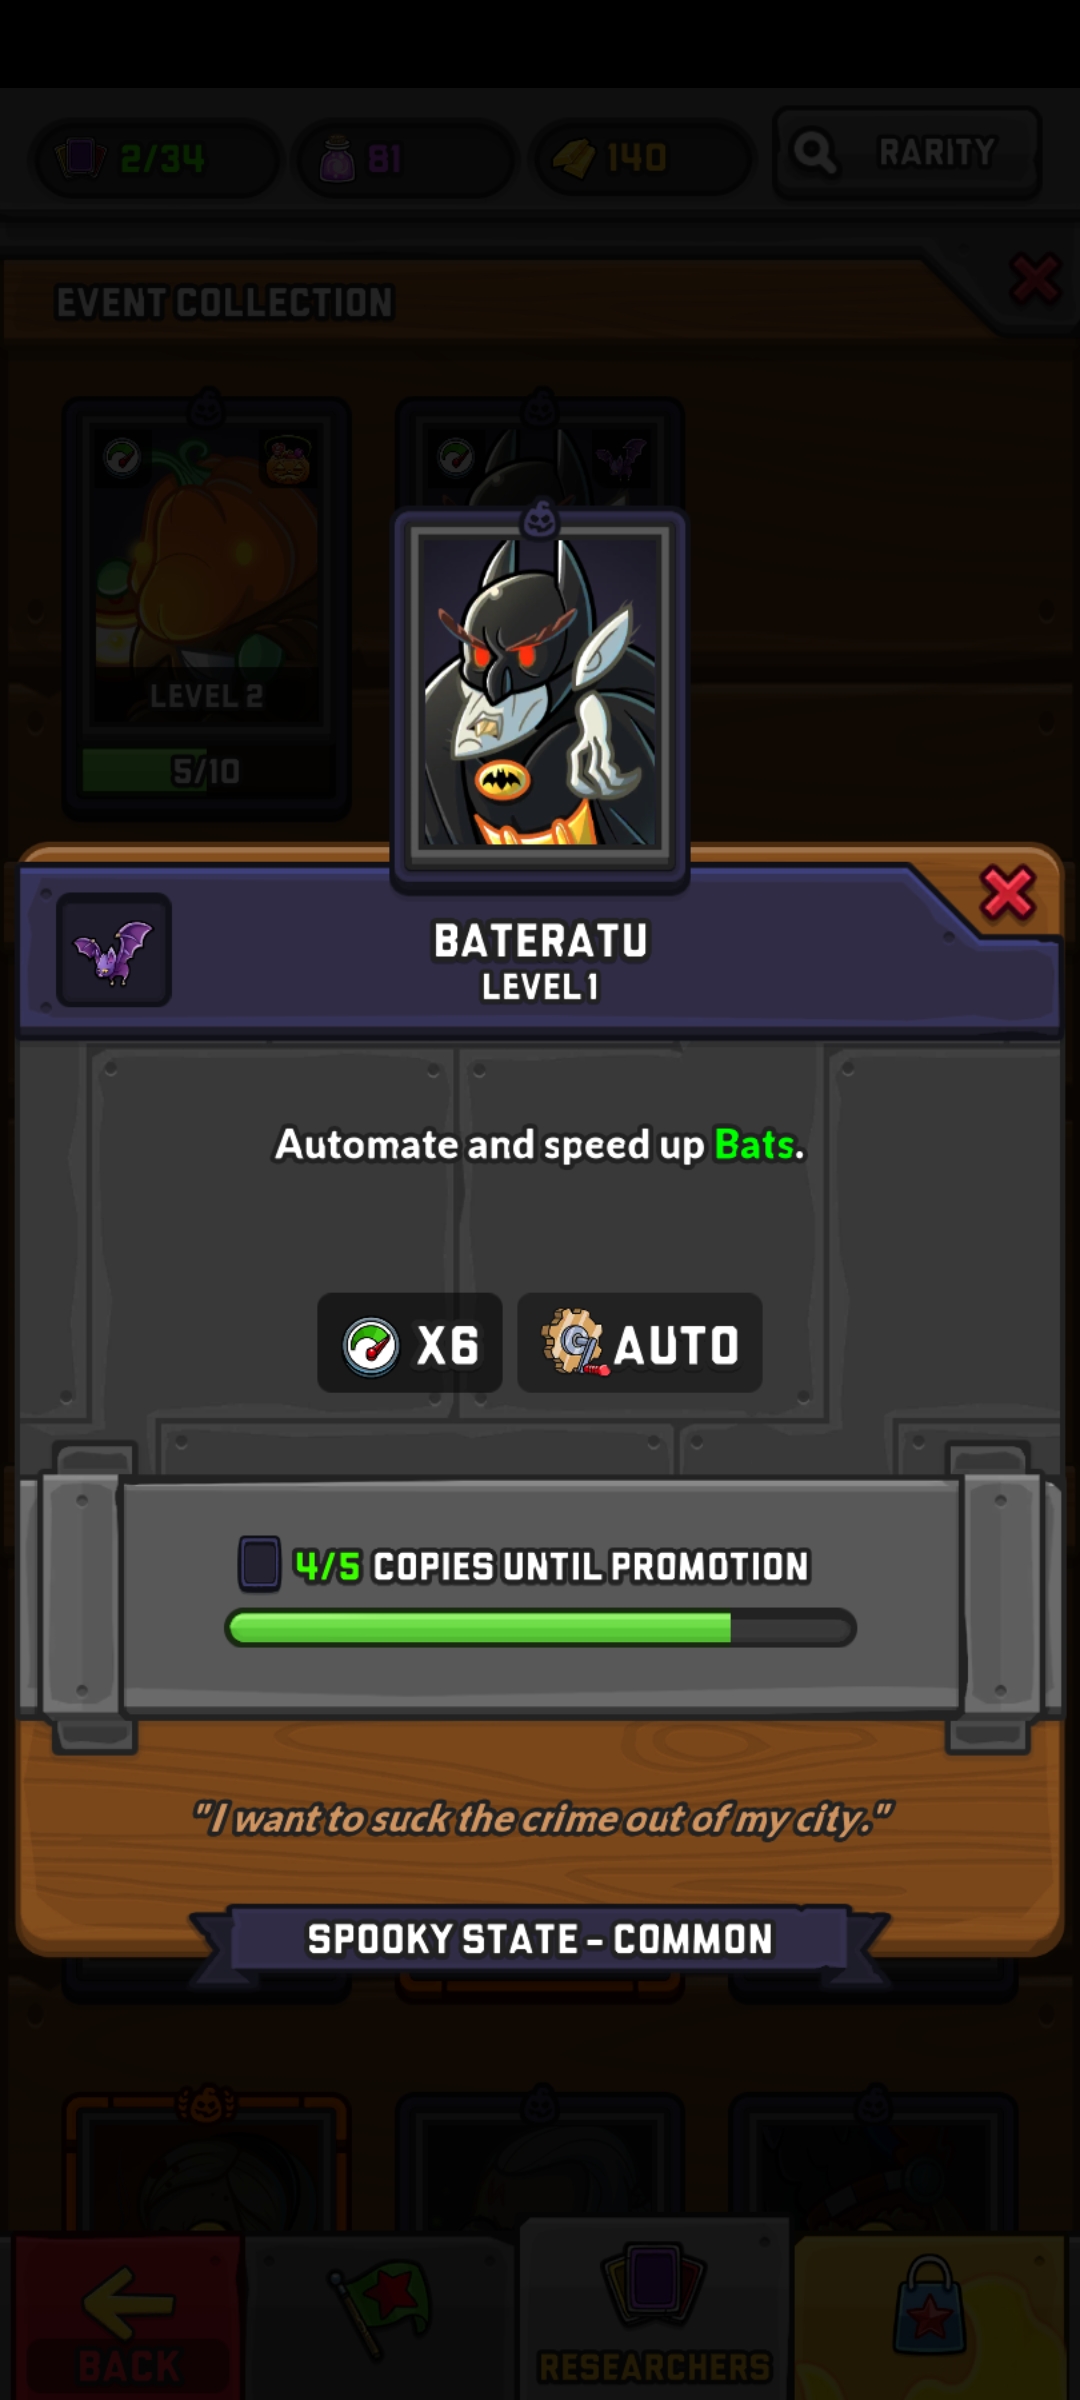 2/34
81
140
RARITY
EVENT COLLECTION
LEVEL 2
5/10
BATERATU
LEVEL 1
Automate and speed up Bats.
X6
AUTO
4/5 COPIES UNTIL PROMOTION
"I want to suck the crime out of my city."
SPOOKY STATE - COMMON
BACK
RESEARCHERS